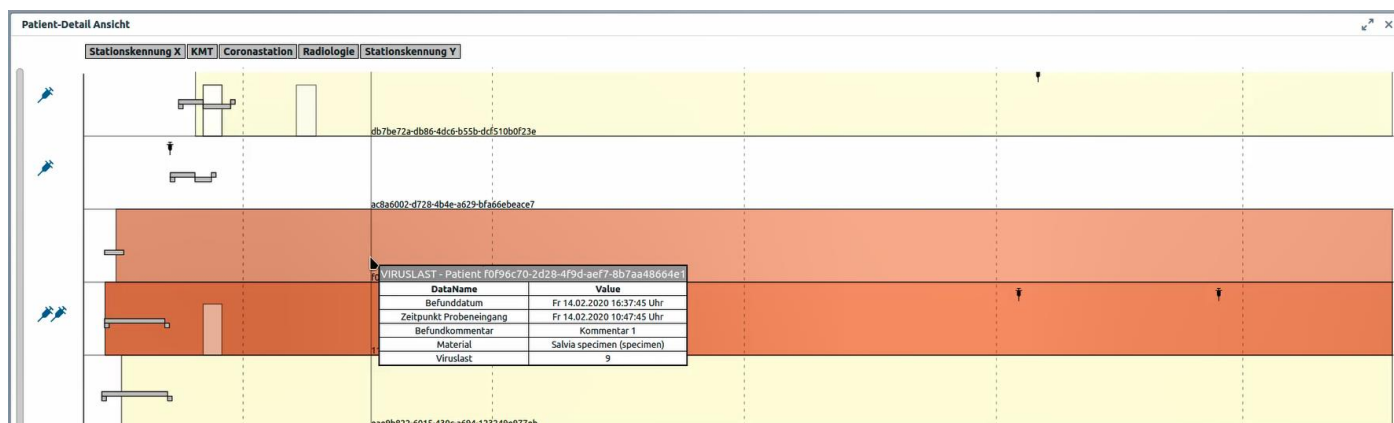 Patient-Detail Ansicht
Stationskennung X KMT Coronastation Radiologie Stationskennung Y
db7be72a-db86-4dc6-b55b-dcf510b0f23e
ac8a6002-d728-4b4e-a629-bfa66ebeace7
VIRUSLAST - Patient f0f96c70-2d28-4f9d-aef7-8b7aa48664e1
DataName Value
Befunddatum Fr 14.02.2020 16:37:45 Uhr
Zeitpunkt Probeneingang Fr 14.02.2020 10:47:45 Uhr
Befundkommentar Kommentar 1
Material Salvia specimen (specimen)
Viruslast 9